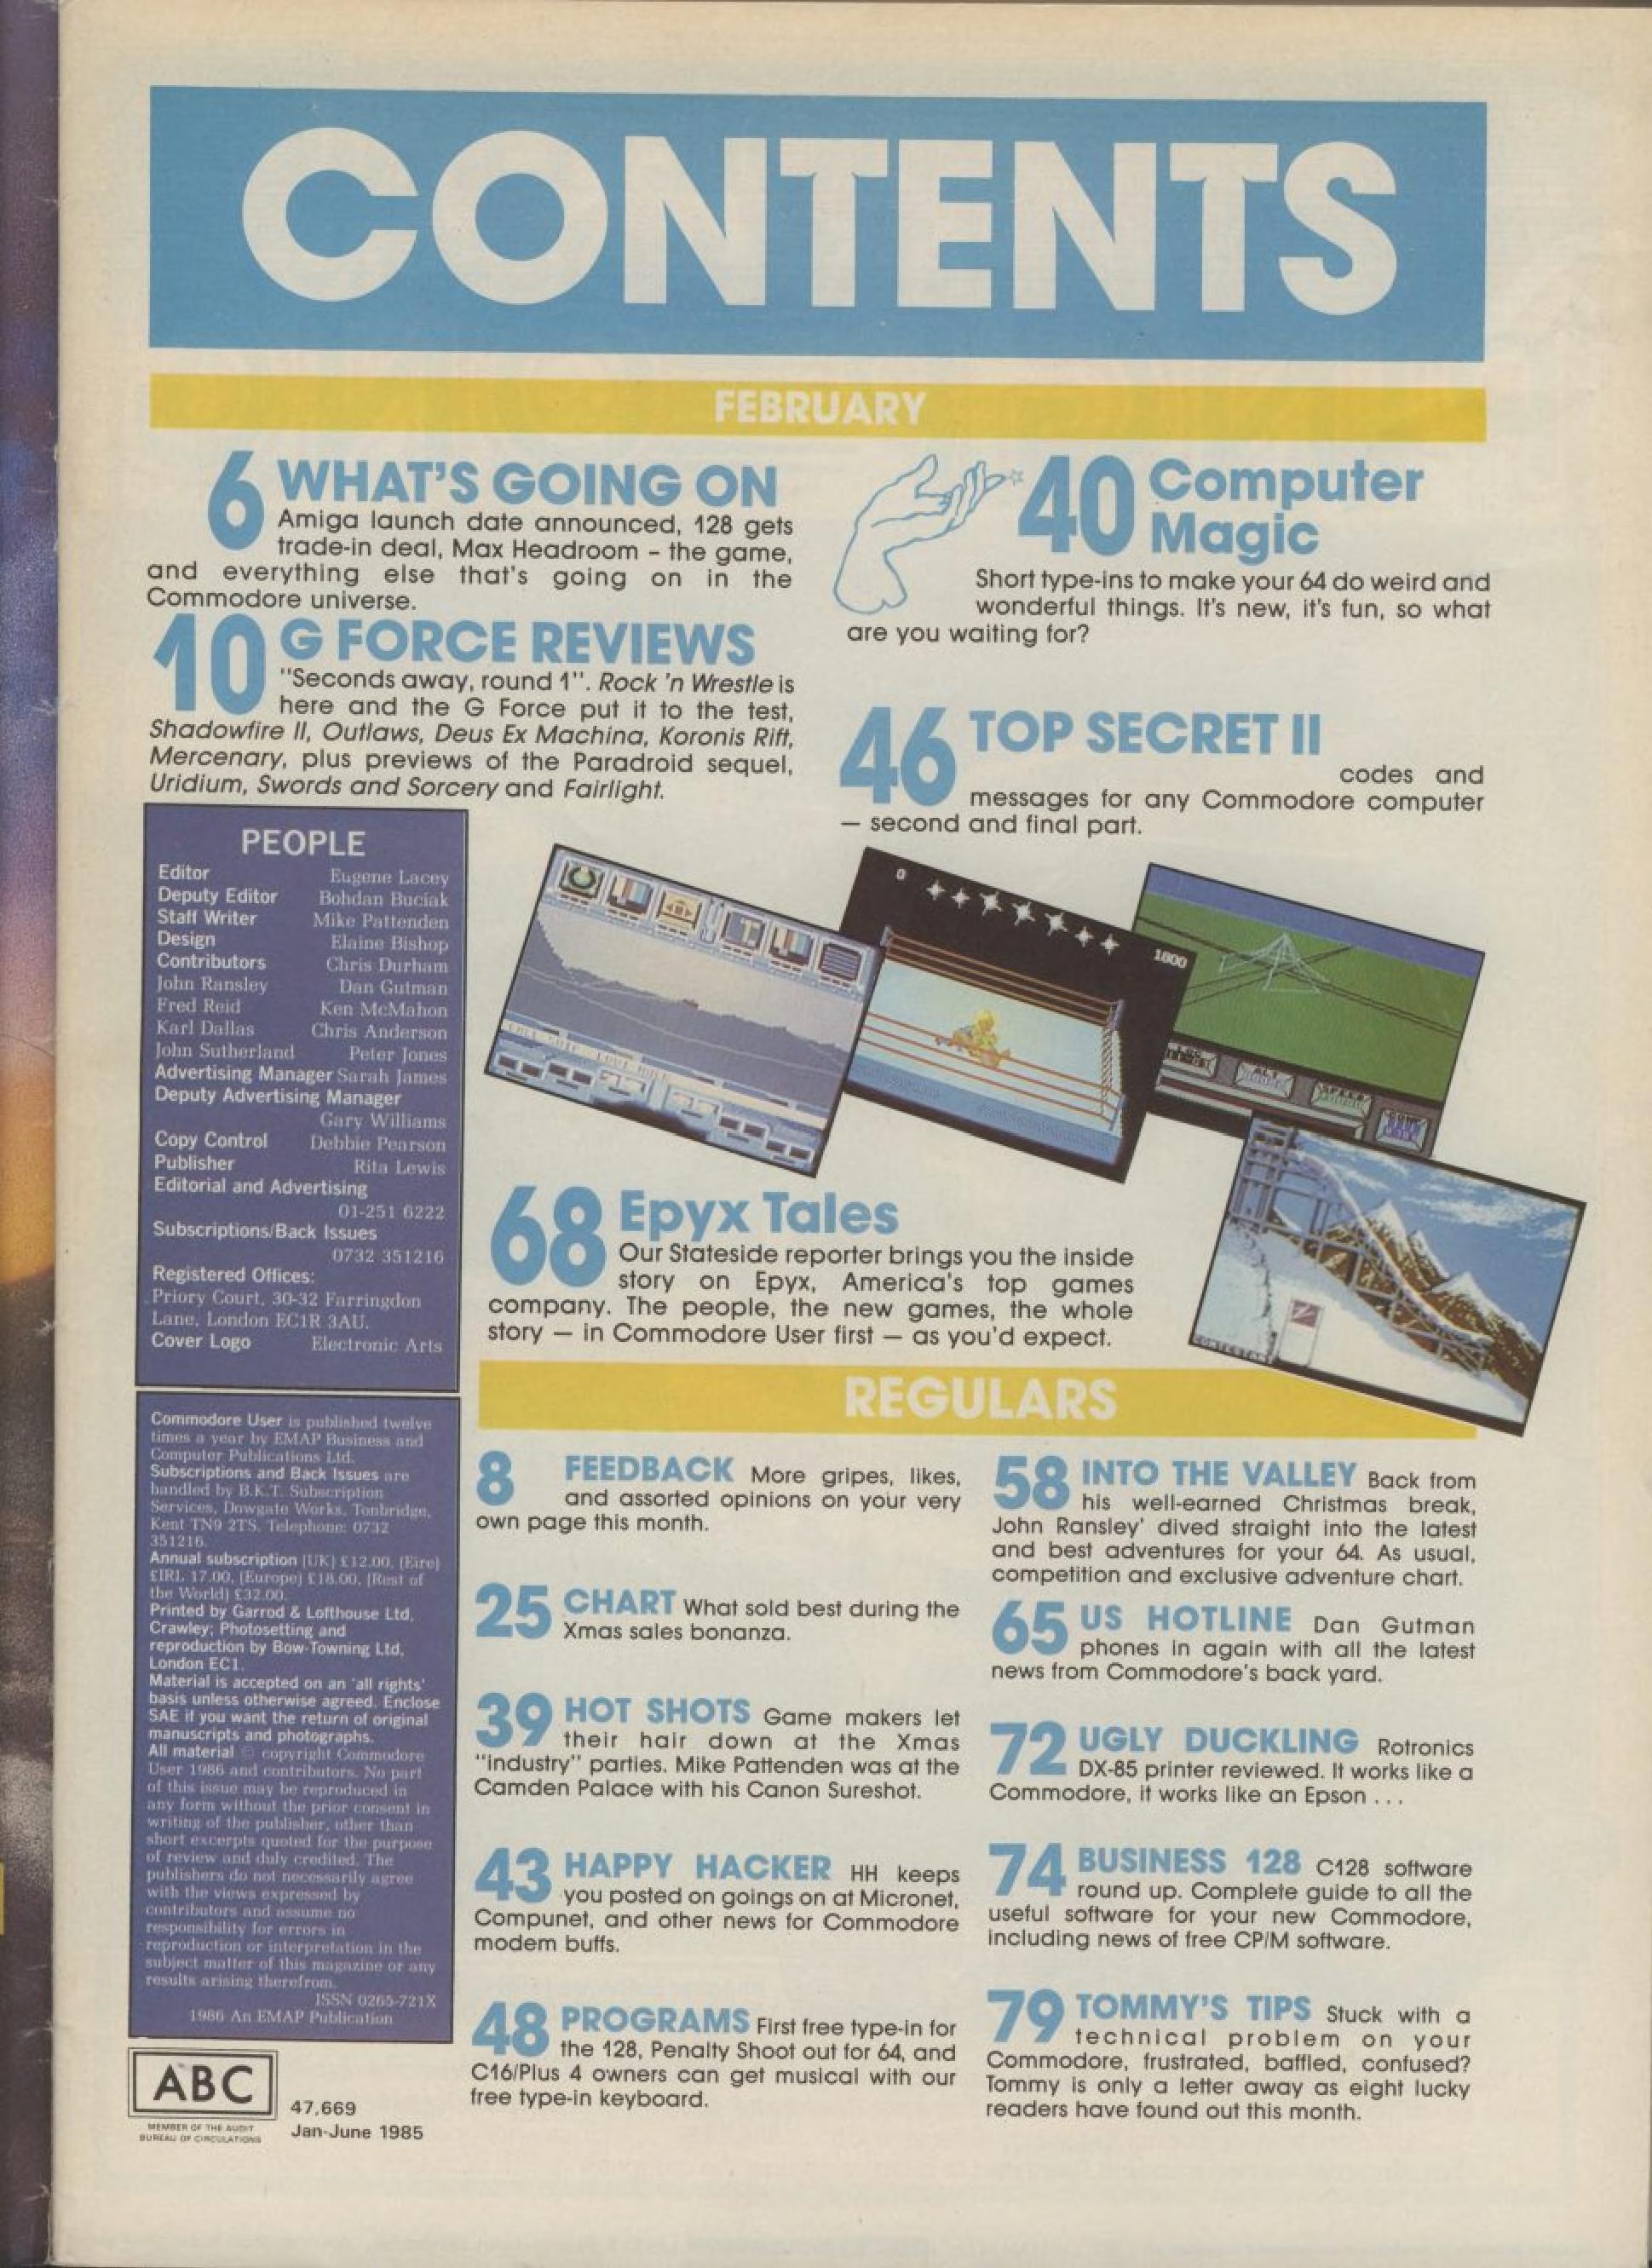 CONTENTS
FEBRUARY
6 WHAT'S GOING ON
Amiga launch date announced, 128 gets
trade-in deal, Max Headroom – the game,
and everything else that's going on in the
Commodore universe.
10 G FORCE REVIEWS
"Seconds away, round 1". Rock 'n Wrestle is
here and the G Force put it to the test,
Shadowfire II, Outlaws, Deus Ex Machina, Koronis Rift,
Mercenary, plus previews of the Paradroid sequel,
Uridium, Swords and Sorcery and Fairlight.
40 Computer
Magic
Short type-ins to make your 64 do weird and
wonderful things. It's new, it's fun, so what
are you waiting for?
46 TOP SECRET II
codes and
messages for any Commodore computer
— second and final part.
PEOPLE
Editor Eugene Lacey
Deputy Editor Bohdan Buciak
Staff Writer Mike Pattenden
Design Elaine Bishop
Contributors Chris Durham
John Ransley Dan Gutman
Fred Reid Ken McMahon
Karl Dallas Chris Anderson
John Sutherland Peter Jones
Advertising Manager Sarah James
Deputy Advertising Manager
Gary Williams
Copy Control Debbie Pearson
Publisher Rita Lewis
Editorial and Advertising
01-251 6222
Subscriptions/Back Issues
0732 351216
Registered Offices:
Priory Court, 30-32 Farringdon
Lane, London EC1R 3AU.
Cover Logo Electronic Arts
0
1800
68 Epyx Tales
Our Stateside reporter brings you the inside
story on Epyx, America's top games
company. The people, the new games, the whole
story — in Commodore User first — as you'd expect.
Commodore User is published twelve
times a year by EMAP Business and
Computer Publications Ltd.
Subscriptions and Back Issues are
handled by B.K.T. Subscription
Services, Dowgate Works, Tonbridge,
Kent TN9 2TS. Telephone: 0732
351216.
Annual subscription (UK) £12.00, (Eire)
£IRL 17.00, (Europe) £18.00, (Rest of
the World) £32.00.
Printed by Garrod & Lofthouse Ltd,
Crawley; Photosetting and
reproduction by Bow-Towning Ltd,
London EC1.
Material is accepted on an 'all rights'
basis unless otherwise agreed. Enclose
SAE if you want the return of original
manuscripts and photographs.
All material © copyright Commodore
User 1986 and contributors. No part
of this issue may be reproduced in
any form without the prior consent in
writing of the publisher, other than
short excerpts quoted for the purpose
of review and duly credited. The
publishers do not necessarily agree
with the views expressed by
contributors and assume no
responsibility for errors in
reproduction or interpretation in the
subject matter of this magazine or any
results arising therefrom.
ISSN 0265-721X
1986 An EMAP Publication
ABC
MEMBER OF THE AUDIT
BUREAU OF CIRCULATIONS
47,669
Jan-June 1985
REGULARS
8 FEEDBACK More gripes, likes,
and assorted opinions on your very
own page this month.
25 CHART What sold best during the
Xmas sales bonanza.
39 HOT SHOTS Game makers let
their hair down at the Xmas
"industry" parties. Mike Pattenden was at the
Camden Palace with his Canon Sureshot.
43 HAPPY HACKER HH keeps
you posted on goings on at Micronet,
Compunet, and other news for Commodore
modem buffs.
48 PROGRAMS First free type-in for
the 128, Penalty Shoot out for 64, and
C16/Plus 4 owners can get musical with our
free type-in keyboard.
58 INTO THE VALLEY Back from
his well-earned Christmas break,
John Ransley' dived straight into the latest
and best adventures for your 64. As usual,
competition and exclusive adventure chart.
65 US HOTLINE Dan Gutman
phones in again with all the latest
news from Commodore's back yard.
72 UGLY DUCKLING Rotronics
DX-85 printer reviewed. It works like a
Commodore, it works like an Epson ...
74 BUSINESS 128 C128 software
round up. Complete guide to all the
useful software for your new Commodore,
including news of free CP/M software.
79 TOMMY'S TIPS Stuck with a
technical problem on your
Commodore, frustrated, baffled, confused?
Tommy is only a letter away as eight lucky
readers have found out this month.